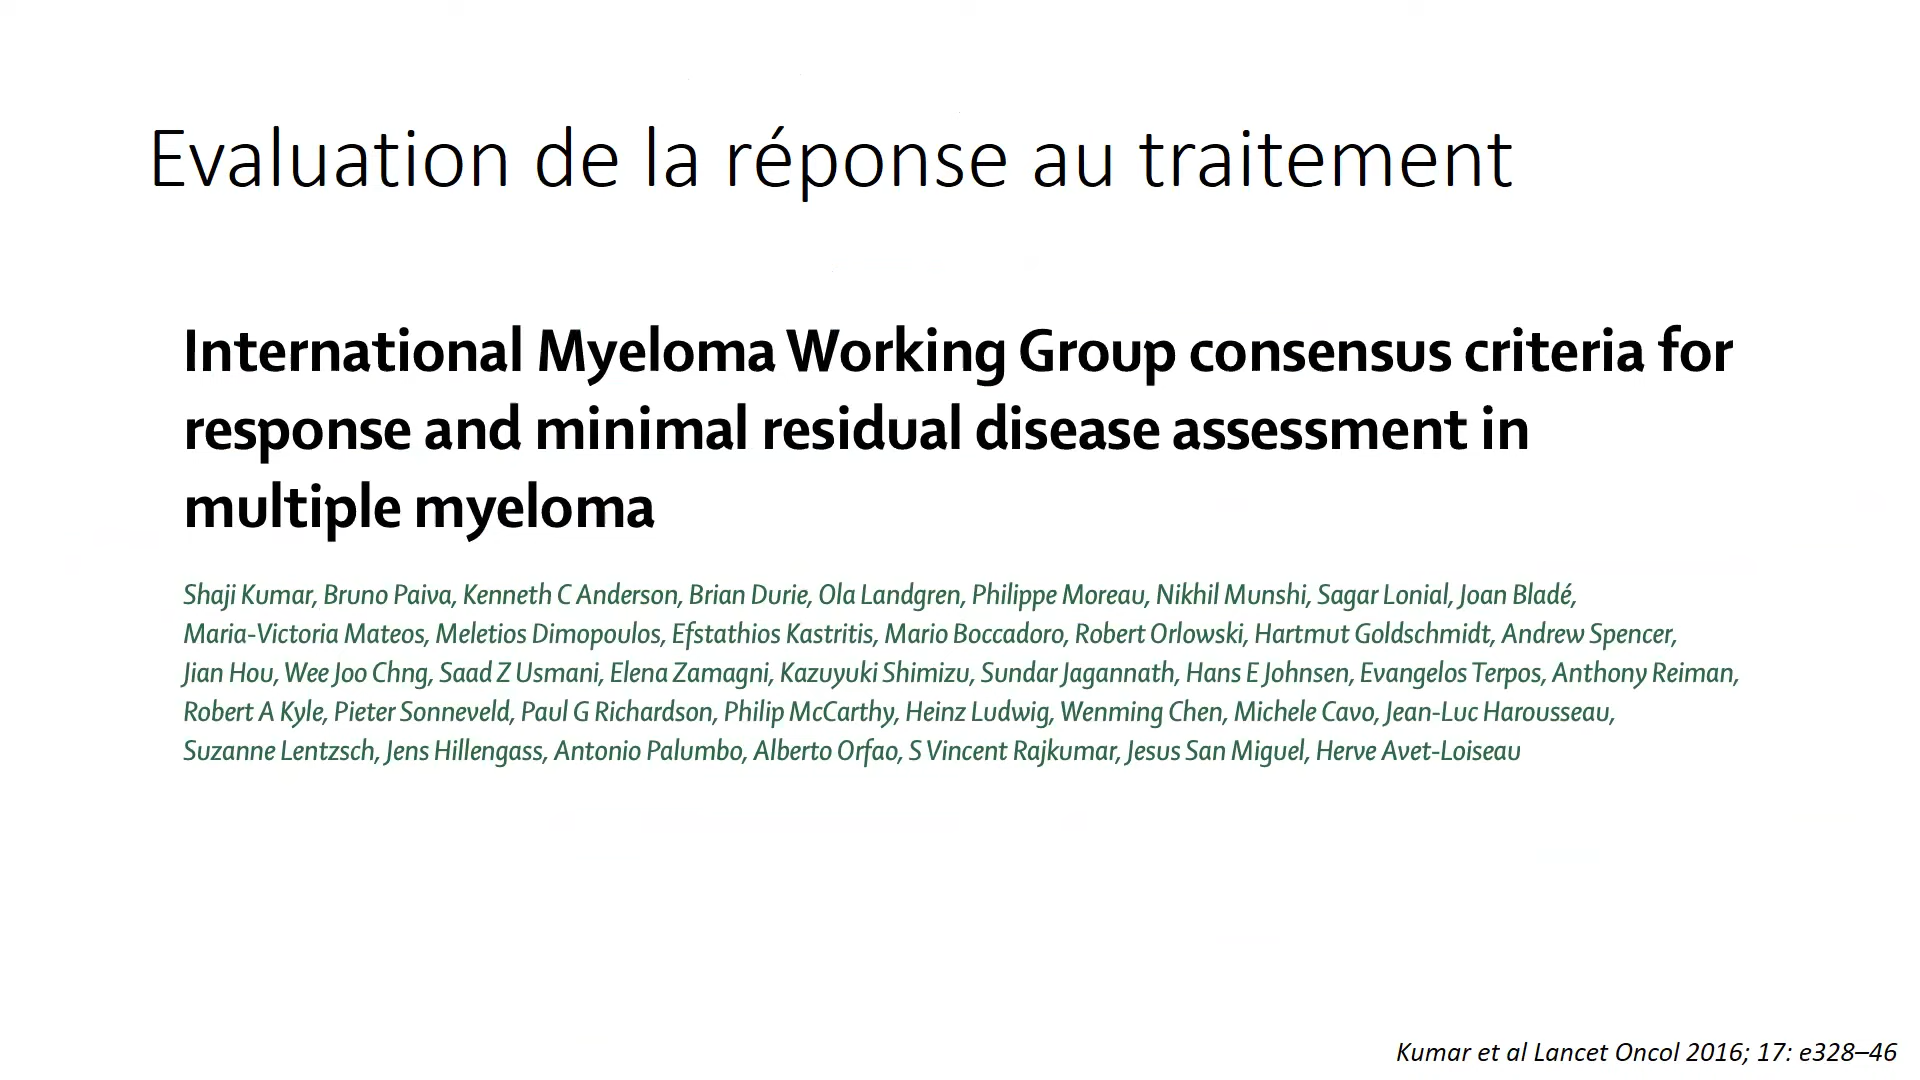 Evaluation de la réponse au traitement
International Myeloma Working Group consensus criteria for
response and minimal residual disease assessment in
multiple myeloma
Shaji Kumar, Bruno Paiva, Kenneth C Anderson, Brian Durie, Ola Landgren, Philippe Moreau, Nikhil Munshi, Sagar Lonial, Joan Bladé,
Maria-Victoria Mateos, Meletios Dimopoulos, Efstathios Kastritis, Mario Boccadoro, Robert Orlowski, Hartmut Goldschmidt, Andrew Spencer,
Jian Hou, Wee Joo Chng, Saad Z Usmani, Elena Zamagni, Kazuyuki Shimizu, Sundar Jagannath, Hans E Johnsen, Evangelos Terpos, Anthony Reiman,
Robert A Kyle, Pieter Sonneveld, Paul G Richardson, Philip McCarthy, Heinz Ludwig, Wenming Chen, Michele Cavo, Jean-Luc Harousseau,
Suzanne Lentzsch, Jens Hillengass, Antonio Palumbo, Alberto Orfao, S Vincent Rajkumar, Jesus San Miguel, Herve Avet-Loiseau
Kumar et al Lancet Oncol 2016; 17: e328–46